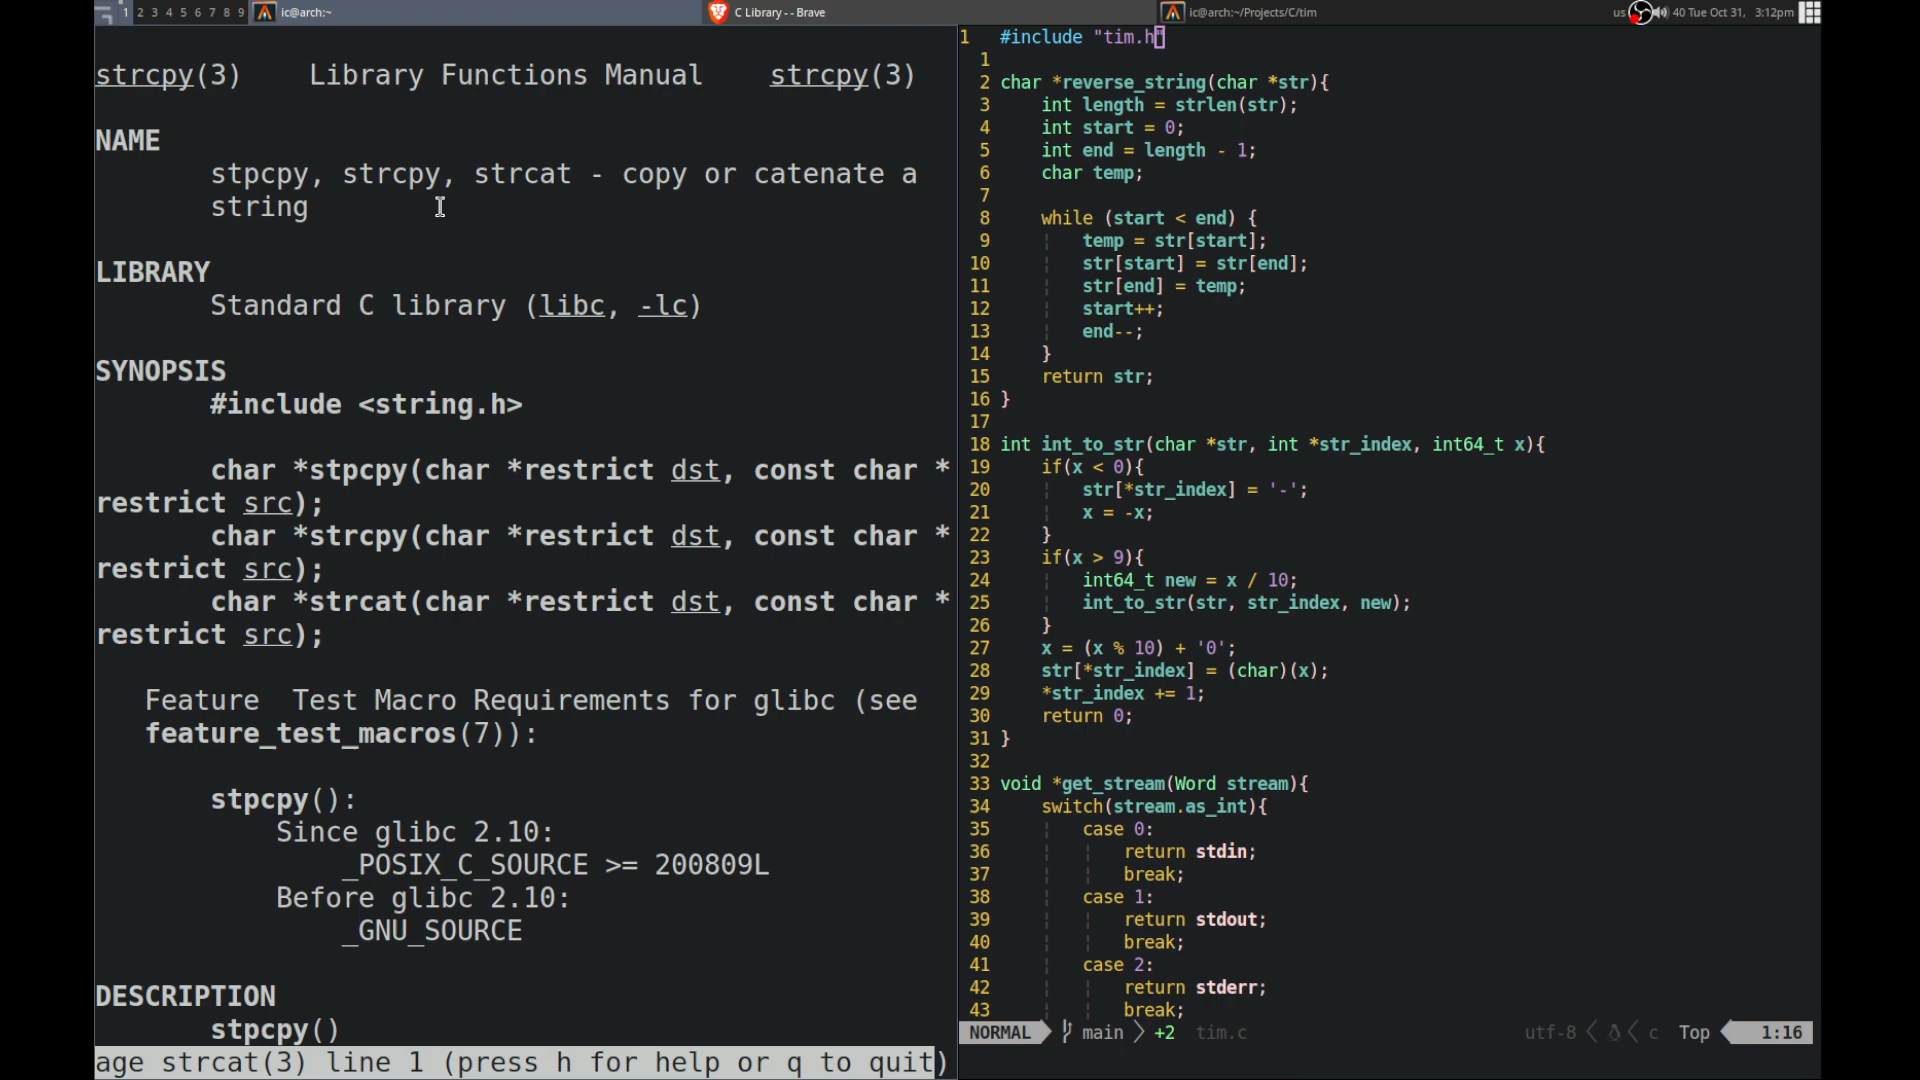 1 2 3 4 5 6 7 8 9 ic@arch:~ C Library - - Brave ic@arch:~/Projects/C/tim us 40 Tue Oct 31, 3:12pm
strcpy(3) Library Functions Manual strcpy(3)
NAME
stpcpy, strcpy, strcat - copy or catenate a
string
LIBRARY
Standard C library (libc, -lc)
SYNOPSIS
#include <string.h>
char *stpcpy(char *restrict dst, const char *
restrict src);
char *strcpy(char *restrict dst, const char *
restrict src);
char *strcat(char *restrict dst, const char *
restrict src);
Feature  Test Macro Requirements for glibc (see
feature_test_macros(7)):
stpcpy():
Since glibc 2.10:
_POSIX_C_SOURCE >= 200809L
Before glibc 2.10:
_GNU_SOURCE
DESCRIPTION
stpcpy()
age strcat(3) line 1 (press h for help or q to quit)
1 #include "tim.h"
1
2 char *reverse_string(char *str){
3 int length = strlen(str);
4 int start = 0;
5 int end = length - 1;
6 char temp;
7
8 while (start < end) {
9 temp = str[start];
10 str[start] = str[end];
11 str[end] = temp;
12 start++;
13 end--;
14 }
15 return str;
16 }
17
18 int int_to_str(char *str, int *str_index, int64_t x){
19 if(x < 0){
20 str[*str_index] = '-';
21 x = -x;
22 }
23 if(x > 9){
24 int64_t new = x / 10;
25 int_to_str(str, str_index, new);
26 }
27 x = (x % 10) + '0';
28 str[*str_index] = (char)(x);
29 *str_index += 1;
30 return 0;
31 }
32
33 void *get_stream(Word stream){
34 switch(stream.as_int){
35 case 0:
36 return stdin;
37 break;
38 case 1:
39 return stdout;
40 break;
41 case 2:
42 return stderr;
43 break;
NORMAL main +2 tim.c utf-8 c Top 1:16